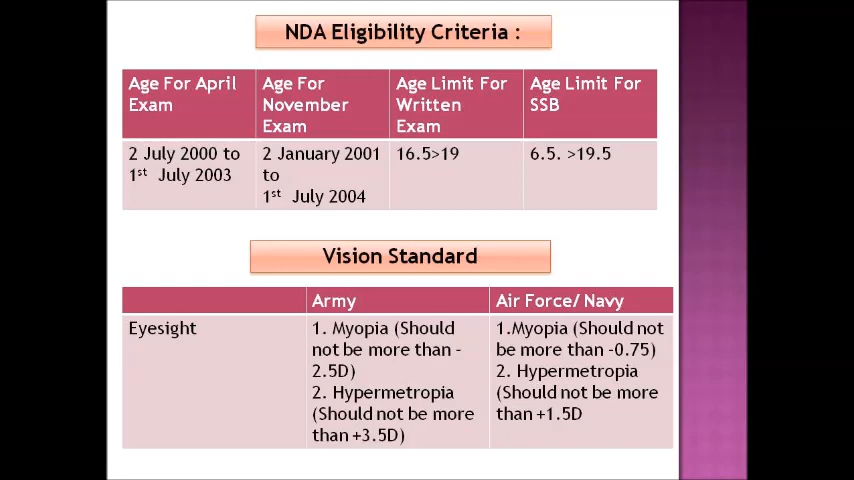 NDA Eligibility Criteria :
Age For April
Exam
Age For
November
Exam
Age Limit For
Written
Exam
Age Limit For
SSB
2 July 2000 to
1st July 2003
2 January 2001
to
1st July 2004
16.5>19
6.5. >19.5
Vision Standard
Army
Air Force/ Navy
Eyesight
1. Myopia (Should
not be more than -
2.5D)
2. Hypermetropia
(Should not be more
than +3.5D)
1.Myopia (Should not
be more than -0.75)
2. Hypermetropia
(Should not be more
than +1.5D